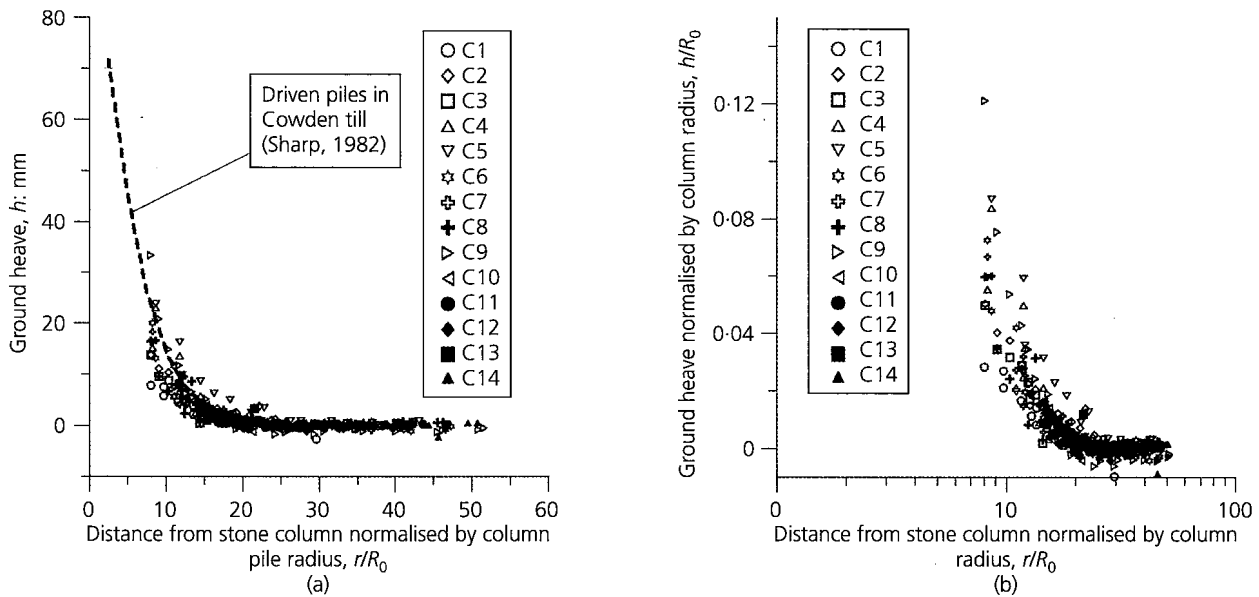 80
60
40
20
0
Ground heave, h: mm
Driven piles in
Cowden till
(Sharp, 1982)
C1
C2
C3
C4
C5
C6
C7
C8
C9
C10
C11
C12
C13
C14
0 10 20 30 40 50 60
Distance from stone column normalised by column
pile radius, r/R₀
(a)
Ground heave normalised by column radius, h/R₀
0·12
0·08
0·04
0
C1
C2
C3
C4
C5
C6
C7
C8
C9
C10
C11
C12
C13
C14
0 10 100
Distance from stone column normalised by column
radius, r/R₀
(b)